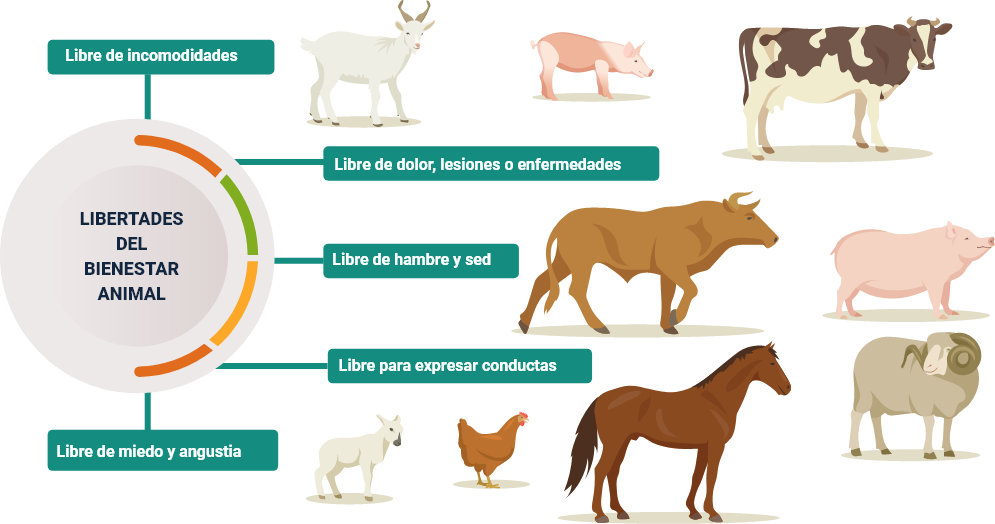 Libre de incomodidades
Libre de dolor, lesiones o enfermedades
LIBERTADES
DEL
BIENESTAR
ANIMAL
Libre de hambre y sed
Libre para expresar conductas
Libre de miedo y angustia